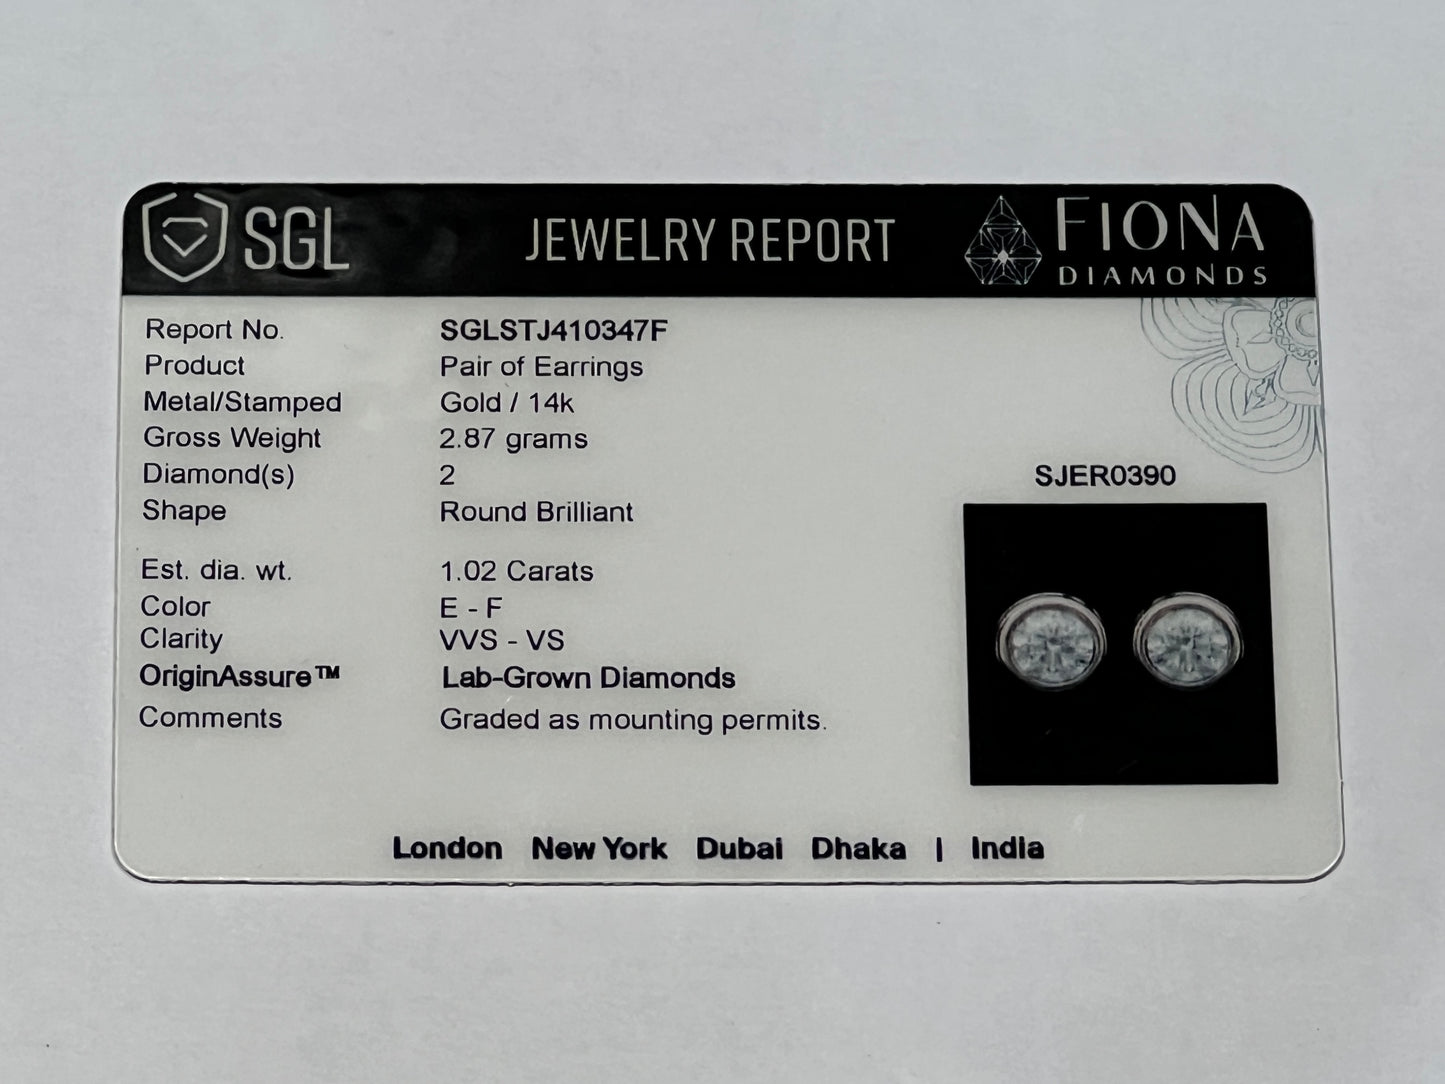 SGL JEWELRY REPORT FIONA
DIAMONDS
Report No. SGLSTJ410347F
Product Pair of Earrings
Metal/Stamped Gold / 14k
Gross Weight 2.87 grams
Diamond(s) 2
SJER0390
Shape Round Brilliant
Est. dia. wt. 1.02 Carats
Color E - F
Clarity VVS - VS
OriginAssure™ Lab-Grown Diamonds
Comments Graded as mounting permits.
London New York Dubai Dhaka | India